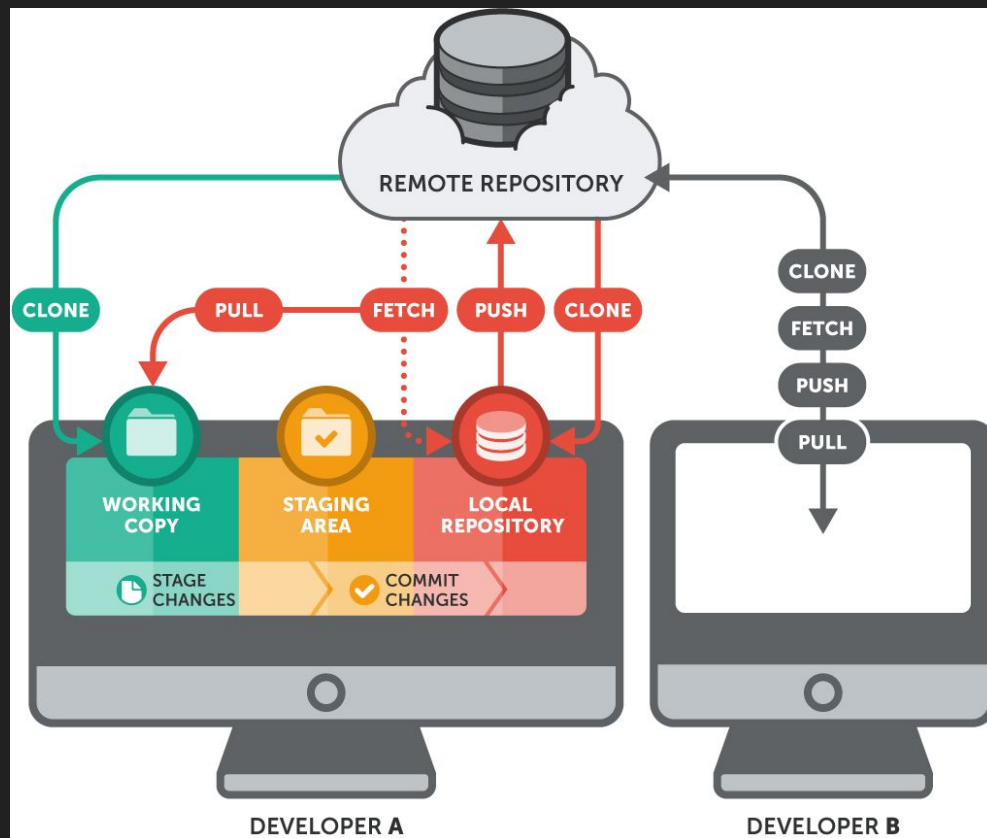 REMOTE REPOSITORY
CLONE
PULL
FETCH
PUSH
CLONE
WORKING
COPY
STAGING
AREA
LOCAL
REPOSITORY
STAGE
CHANGES
COMMIT
CHANGES
DEVELOPER A
CLONE
FETCH
PUSH
PULL
DEVELOPER B